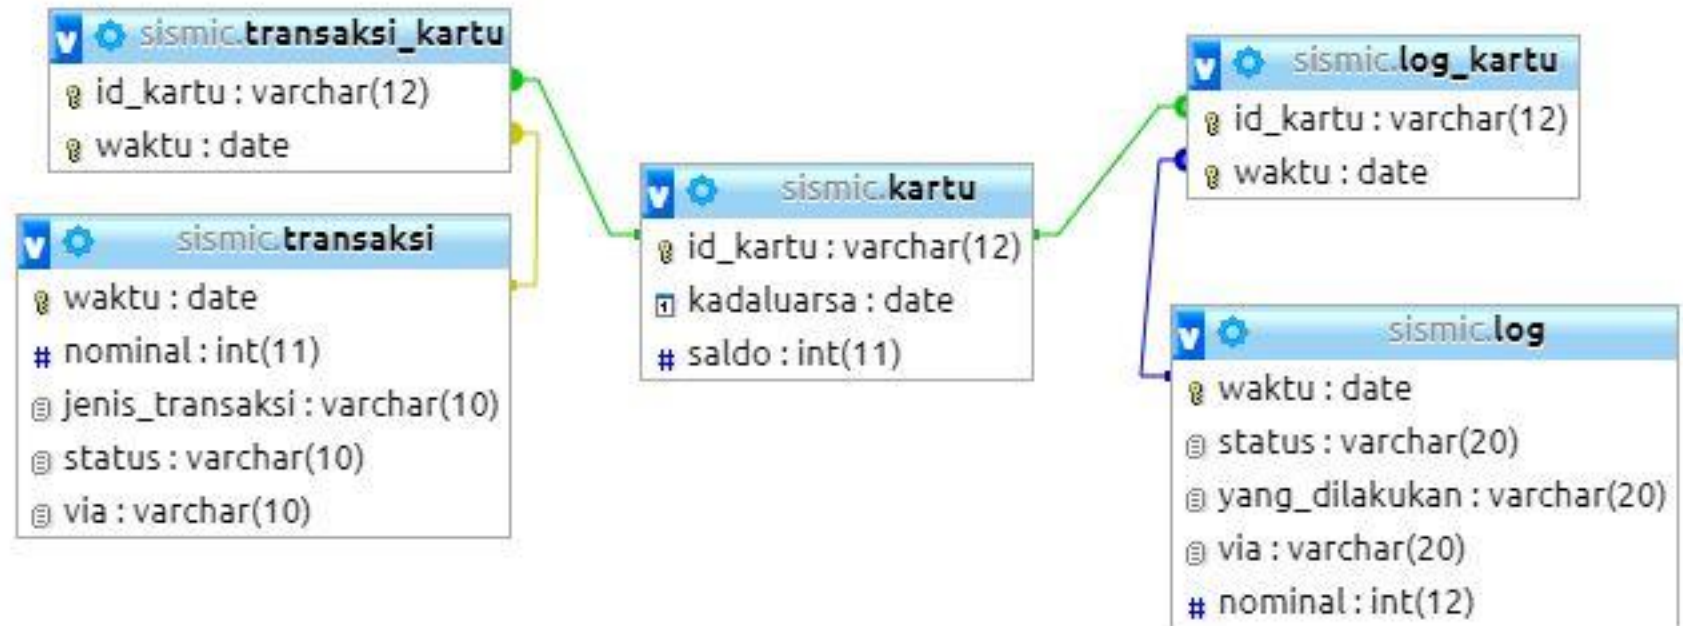 sismic.transaksi_kartu
id_kartu : varchar(12)
waktu : date
sismic.transaksi
waktu : date
nominal : int(11)
jenis_transaksi : varchar(10)
status : varchar(10)
via : varchar(10)
sismic.kartu
id_kartu : varchar(12)
kadaluarsa : date
saldo : int(11)
sismic.log_kartu
id_kartu : varchar(12)
waktu : date
sismic.log
waktu : date
status : varchar(20)
yang_dilakukan : varchar(20)
via : varchar(20)
nominal : int(12)